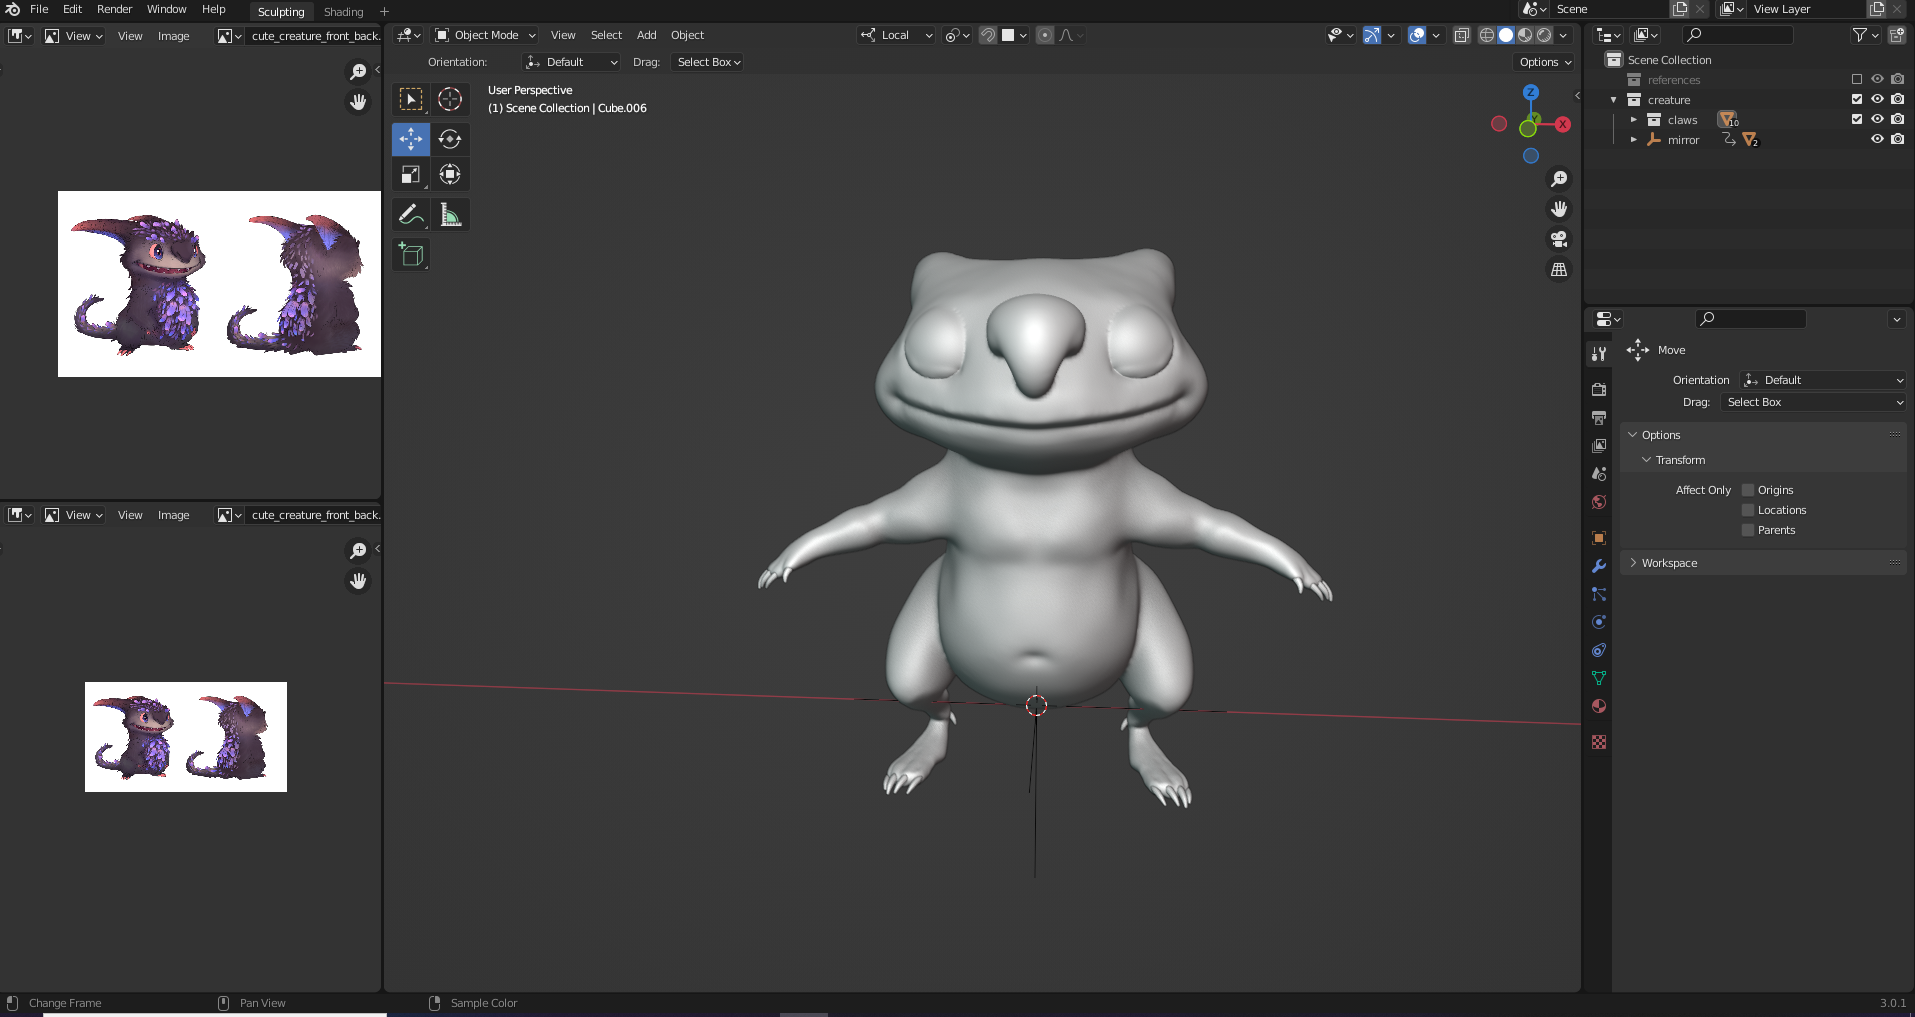 File Edit Render Window Help Sculpting Shading + Scene View Layer
View View Image cute_creature_front_back.
Object Mode View Select Add Object Local
Orientation: Default Drag: Select Box Options
User Perspective
(1) Scene Collection | Cube.006
Z
Y
X
Scene Collection
references
creature
claws 10
mirror 2
Move
Orientation Default
Drag: Select Box
Options
Transform
Affect Only Origins
Locations
Parents
Workspace
View View Image cute_creature_front_back.
Change Frame Pan View Sample Color 3.0.1